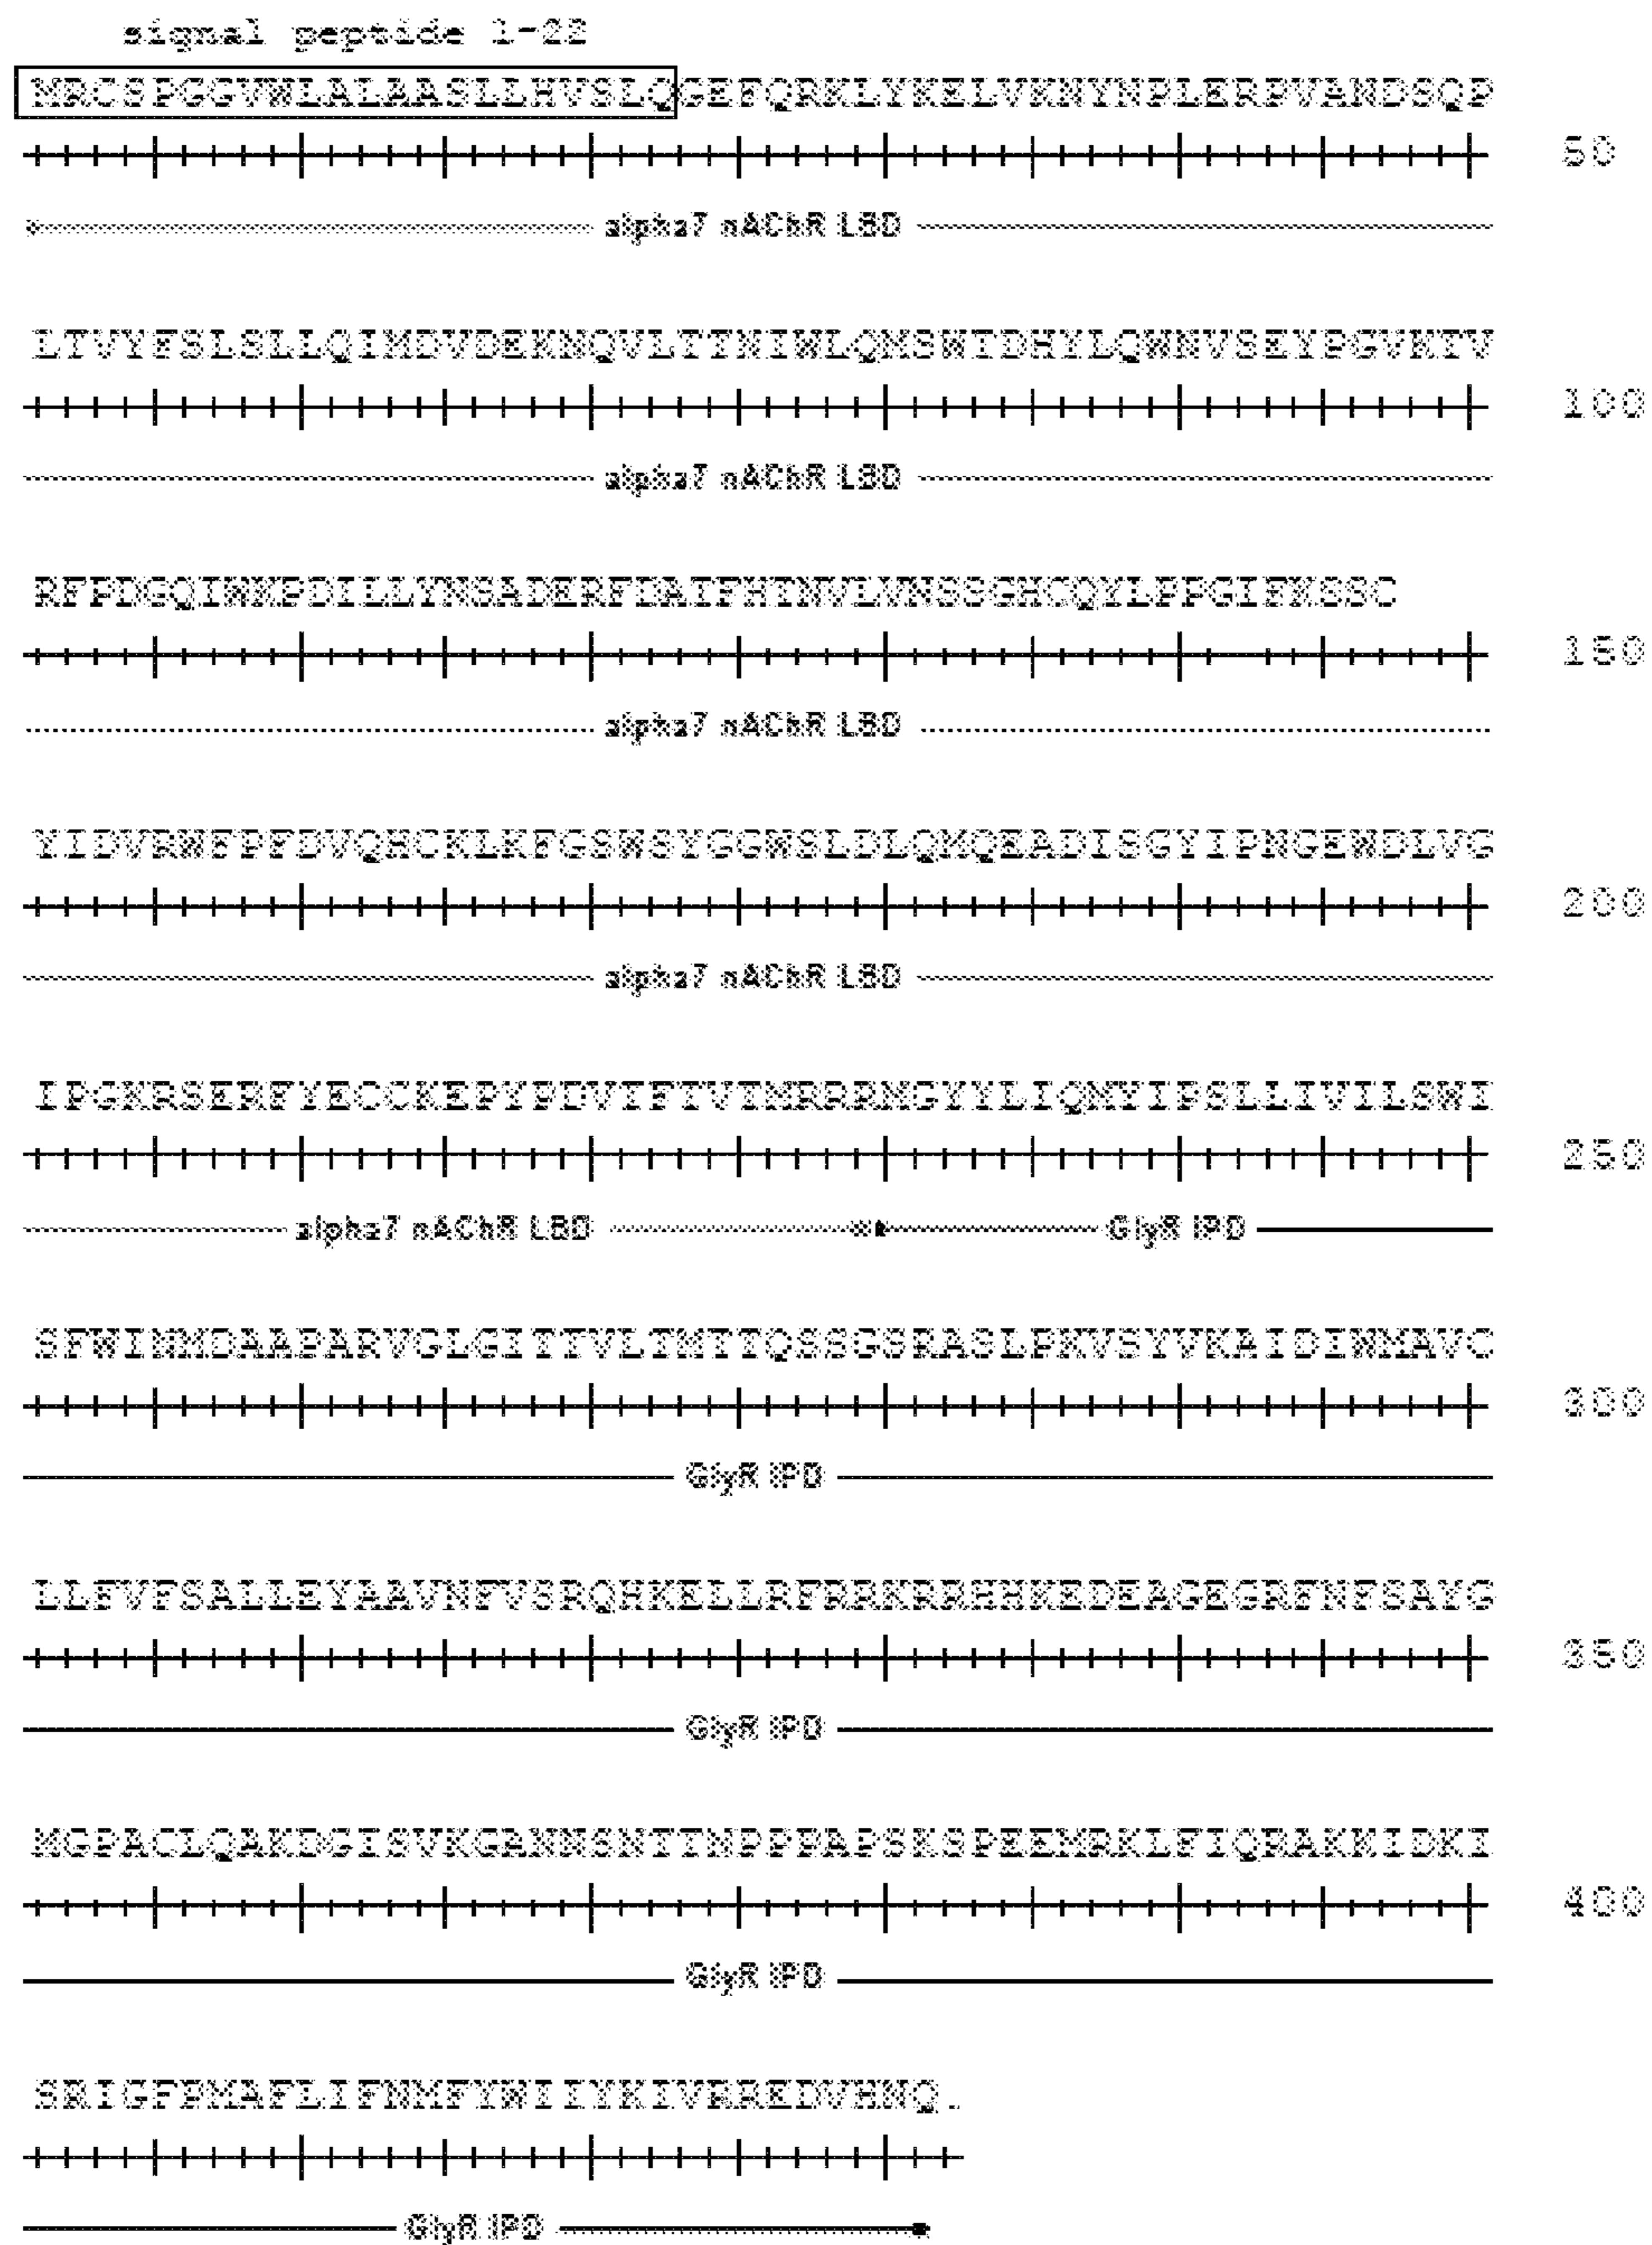 signal peptide 1-22
MRCSPGGVWLALAASLLHVSLQGEFQRKLYKELVKNYNPLERPVANDSQP
50
alpha7 nAChR LBD
LTVYFSLSLLQIMDVDEKNQVLTTNIWLQMSWTDHYLQWNVSEYPGVKTV
100
alpha7 nAChR LBD
RFPDGQIWKPDILLYNSADERFDATFHTNVLVNSSGHCQYLPPGIFKSSC
150
alpha7 nAChR LBD
YIDVRWFPFDVQHCKLKFGSWSYGGWSLDLQMQEADISGYIPNGEWDLVG
200
alpha7 nAChR LBD
IPGKRSERFYECCKEPYPDVTFTVTMRRRMGYYLIQMYIPSLLIVILSWI
250
alpha7 nAChR LBD GlyR IPD
SFWINMDAAPARVGLGITTVLTMTTQSSGSRASLPKVSYVKAIDIWMAVC
300
GlyR IPD
LLFVFSALLEYAAVNFVSRQHKELLRFRRKRRHHKEDEAGEGRFNFSAYG
350
GlyR IPD
MGPACLQAKDGISVKGANNSNTTNPPPAPSKSPEEMRKLFIQRAKKIDKI
400
GlyR IPD
SRIGFPMAFLIFNMFYWIIYKIVRREDVHNQ.
GlyR IPD